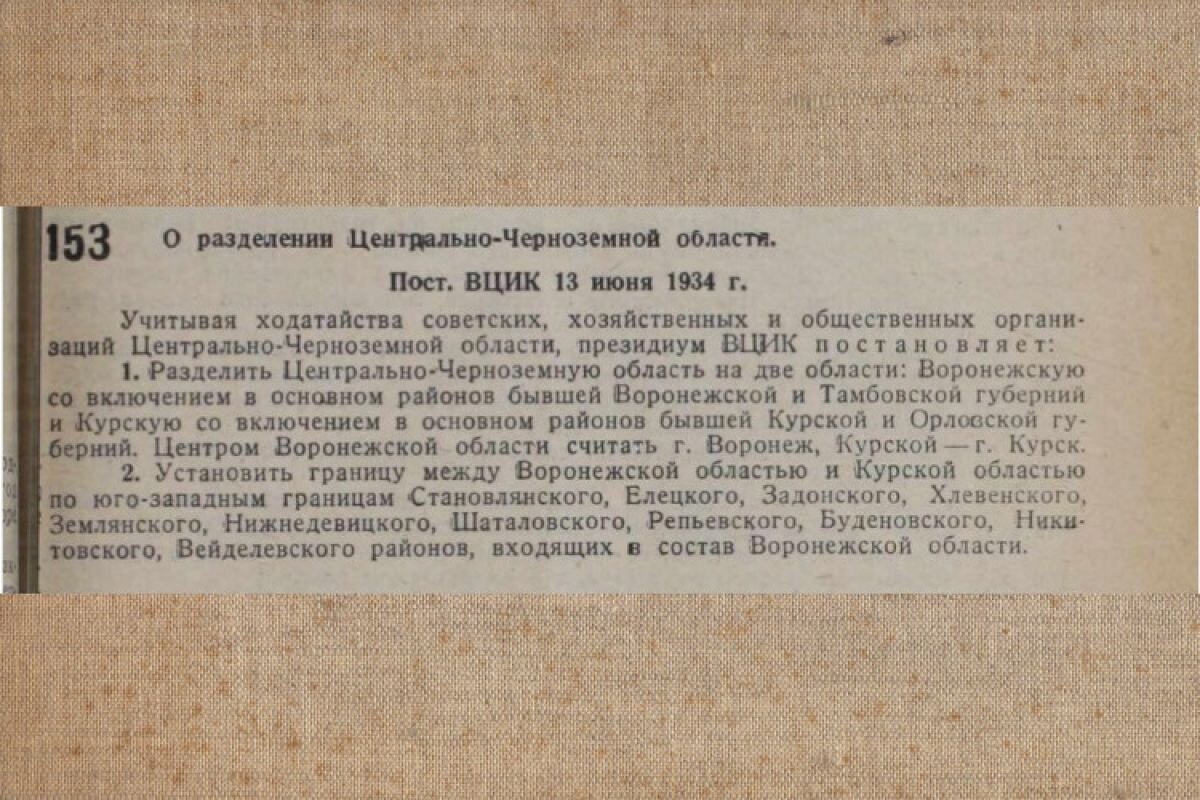 153 О разделении Центрально-Черноземной области.
Пост. ВЦИК 13 июня 1934 г.
Учитывая ходатайства советских, хозяйственных и общественных органи-
заций Центрально-Черноземной области, президиум ВЦИК постановляет:
1. Разделить Центрально-Черноземную область на две области: Воронежскую
со включением в основном районов бывшей Воронежской и Тамбовской губерний
и Курскую со включением в основном районов бывшей Курской и Орловской гу-
берний. Центром Воронежской области считать г. Воронеж, Курской — г. Курск.
2. Установить границу между Воронежской областью и Курской областью
по юго-западным границам Становлянского, Елецкого, Задонского, Хлевенского,
Землянского, Нижнедевицкого, Шаталовского, Репьевского, Буденовского, Ники-
товского, Вейделевского районов, входящих в состав Воронежской области.